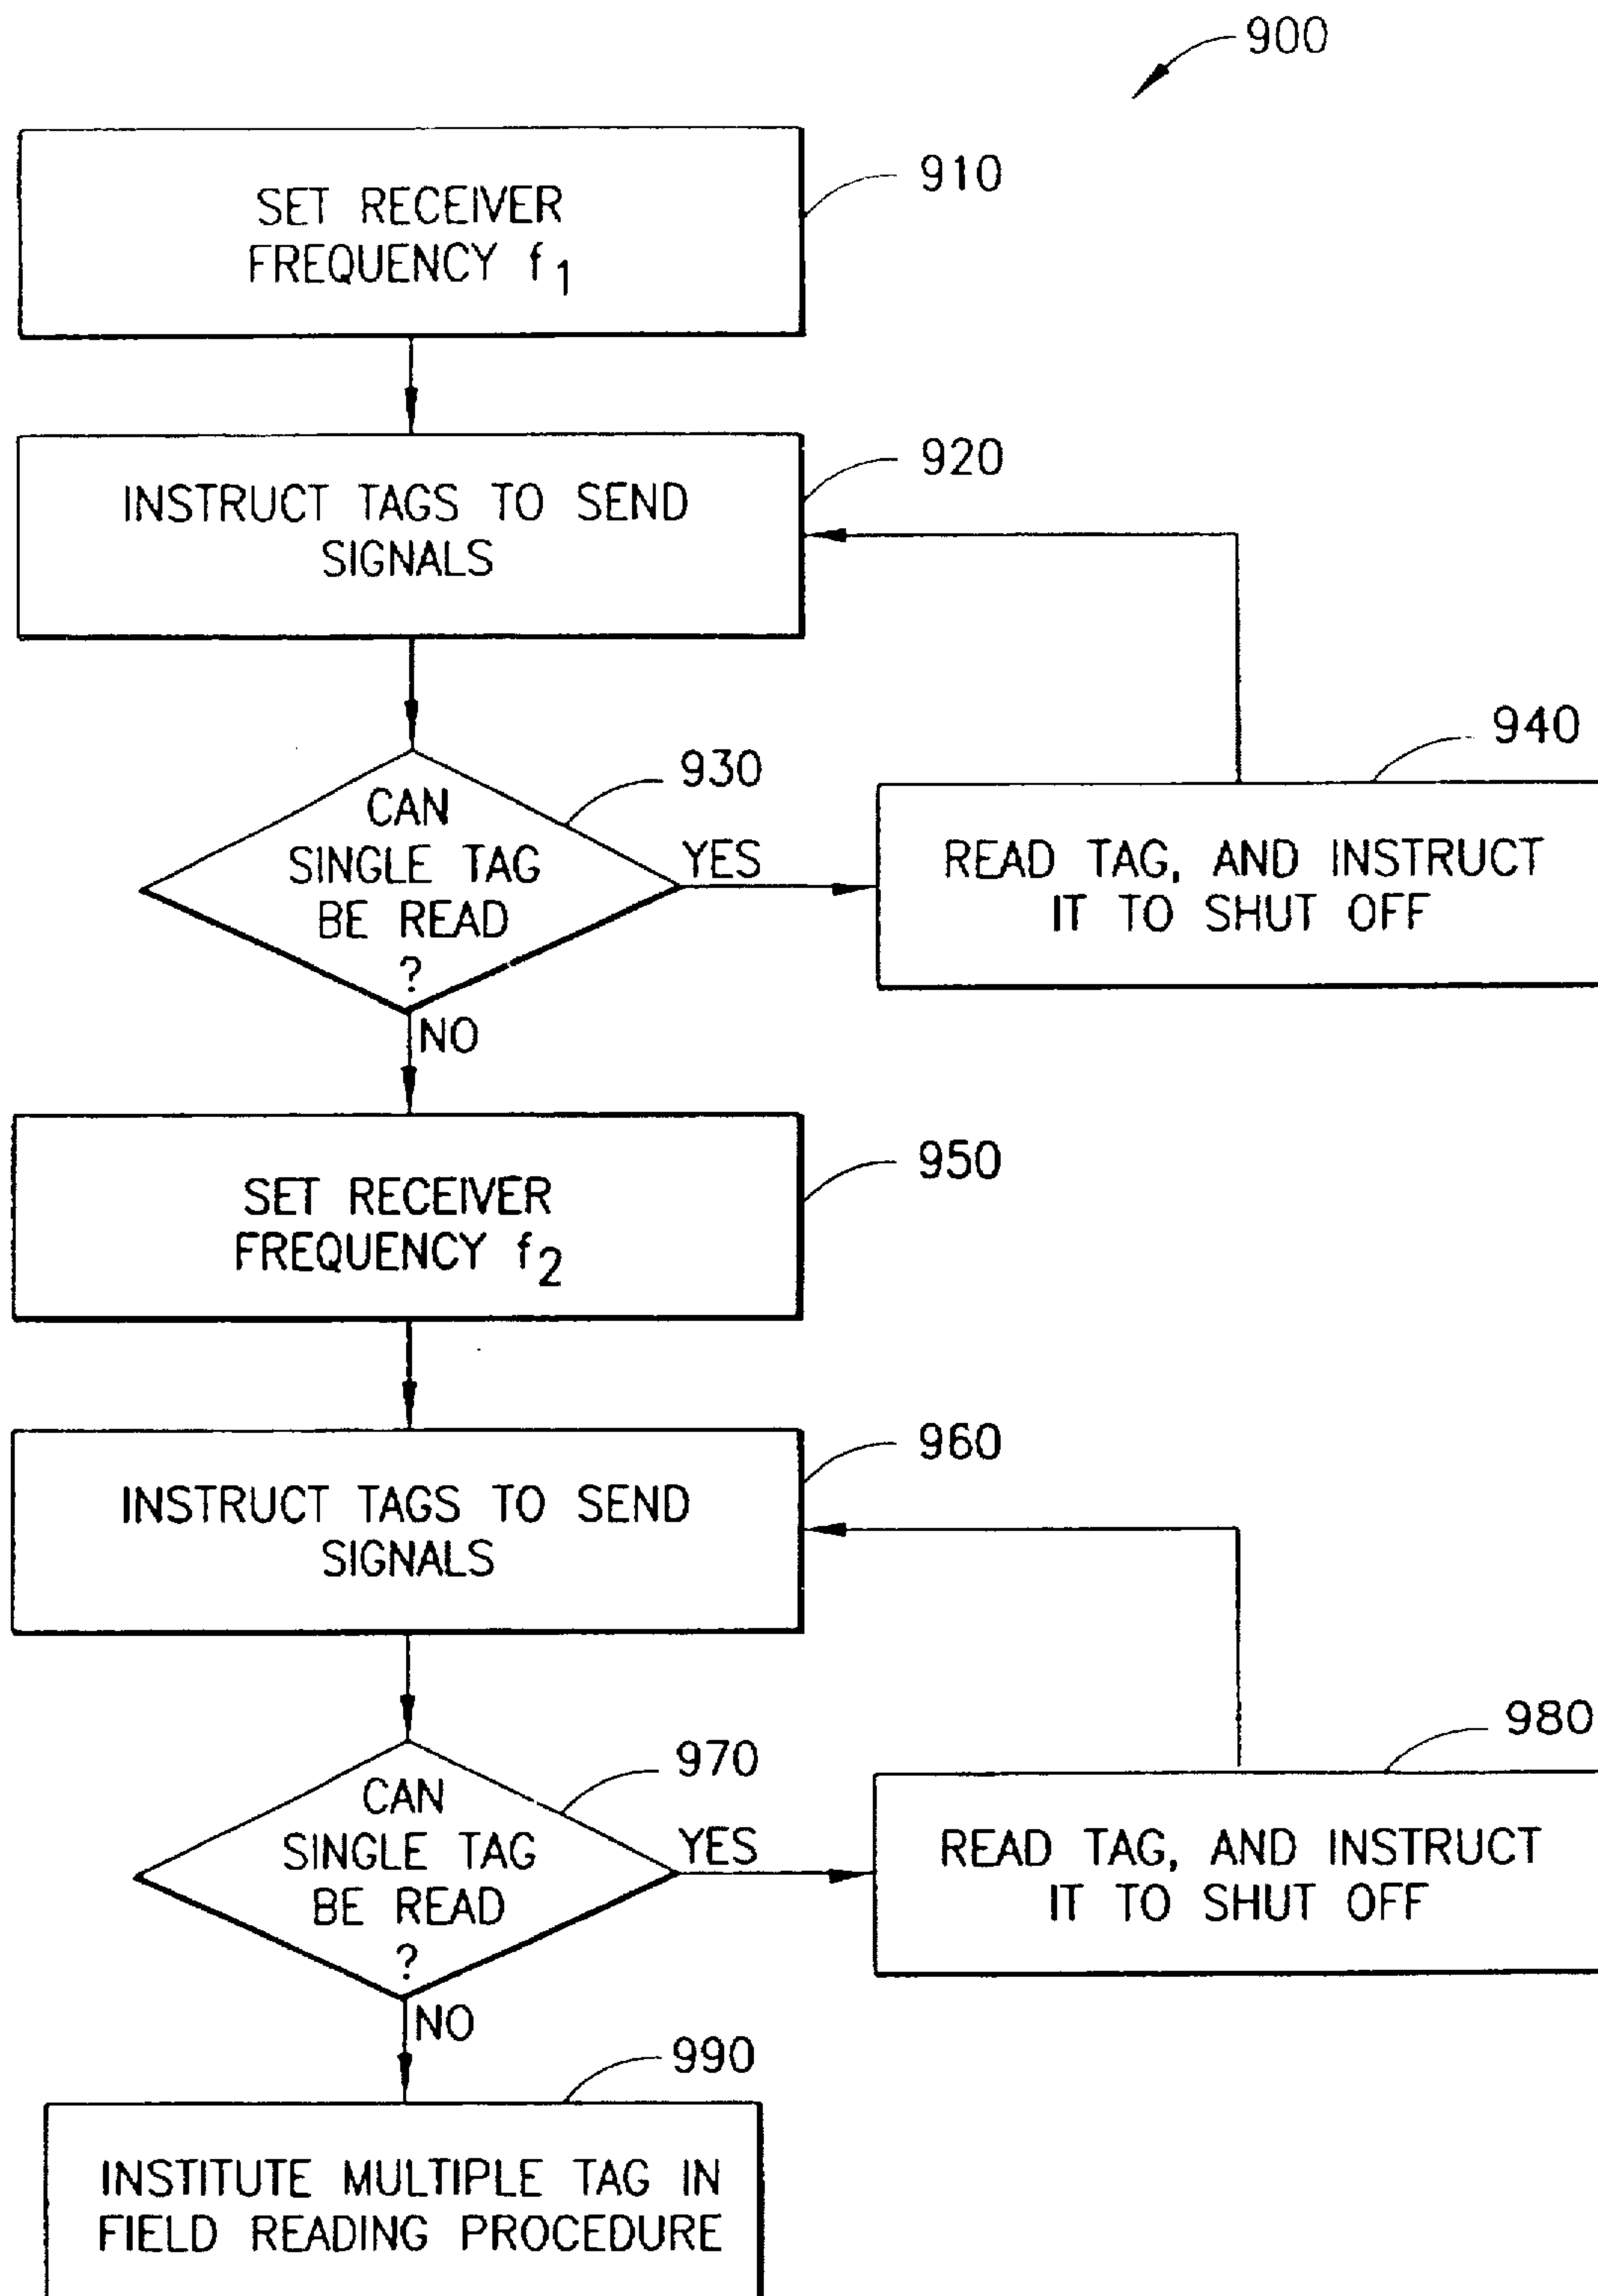 900
SET RECEIVER
FREQUENCY f1
910
INSTRUCT TAGS TO SEND
SIGNALS
920
CAN
SINGLE TAG
BE READ
?
930
YES
NO
READ TAG, AND INSTRUCT
IT TO SHUT OFF
940
SET RECEIVER
FREQUENCY f2
950
INSTRUCT TAGS TO SEND
SIGNALS
960
CAN
SINGLE TAG
BE READ
?
970
YES
NO
READ TAG, AND INSTRUCT
IT TO SHUT OFF
980
INSTITUTE MULTIPLE TAG IN
FIELD READING PROCEDURE
990